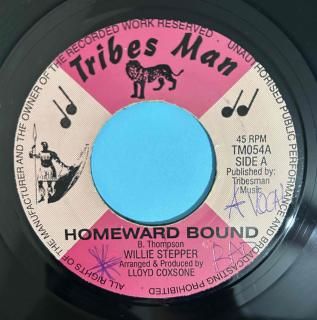 ALL RIGHTS OF THE MANUFACTURER AND THE OWNER OF THE RECORDED WORK RESERVED · UNAUTHORISED PUBLIC PERFORMANCE AND BROADCASTING PROHIBITED
Tribes Man
45 RPM
TM054A
SIDE A
Published by:
Tribesman
Music
HOMEWARD BOUND
B. Thompson
WILLIE STEPPER
Arranged & Produced by
LLOYD COXSONE